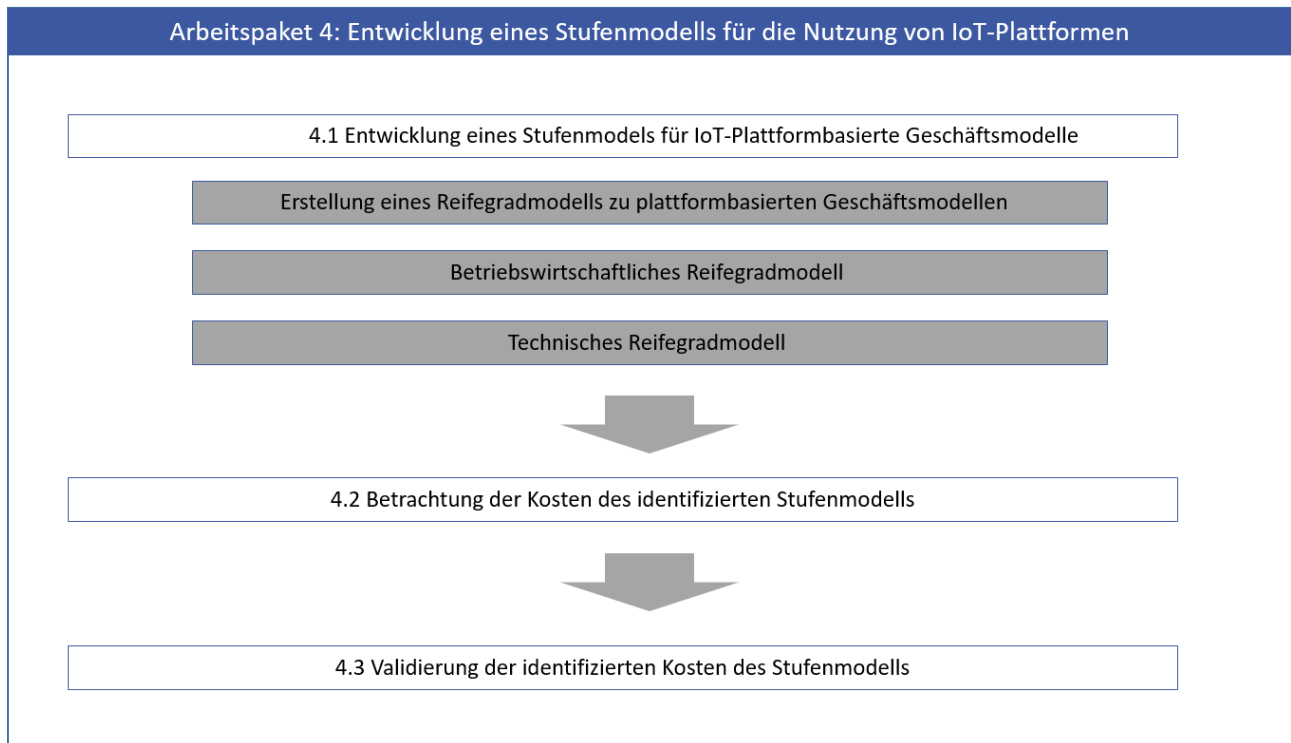 Arbeitspaket 4: Entwicklung eines Stufenmodells für die Nutzung von IoT-Plattformen
4.1 Entwicklung eines Stufenmodels für IoT-Plattformbasierte Geschäftsmodelle
Erstellung eines Reifegradmodells zu plattformbasierten Geschäftsmodellen
Betriebswirtschaftliches Reifegradmodell
Technisches Reifegradmodell
4.2 Betrachtung der Kosten des identifizierten Stufenmodells
4.3 Validierung der identifizierten Kosten des Stufenmodells